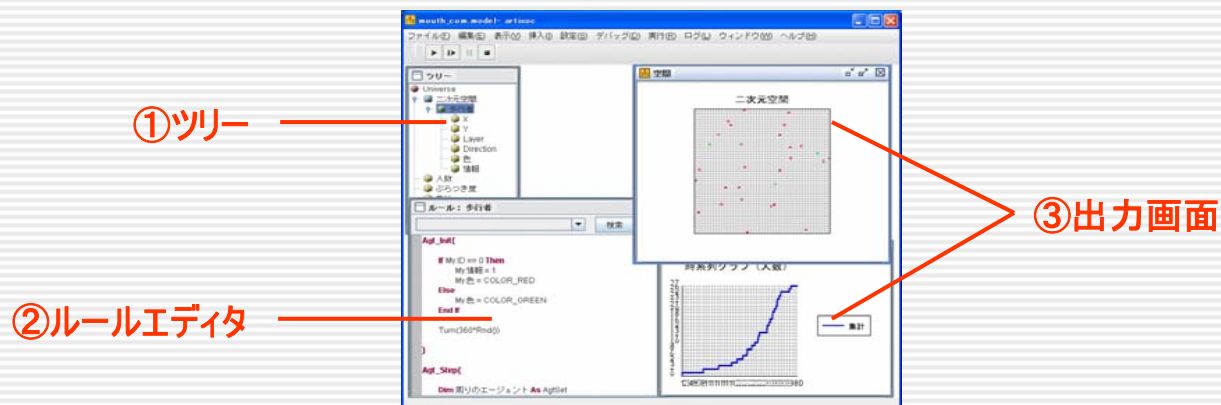 mouth_com.model- artisoc
ファイル(F) 編集(E) 表示(V) 挿入(I) 設定(S) デバッグ(D) 実行(R) ログ(L) ウィンドウ(W) ヘルプ(H)
ツリー
Universe
二次元空間
歩行者
X
Y
Layer
Direction
色
情報
人数
ぶらつき度
①ツリー
空間
二次元空間
③出力画面
ルール： 歩行者
検索
Agt_Init{
If My.ID == 0 Then
My.情報 = 1
My.色 = COLOR_RED
Else
My.色 = COLOR_GREEN
End If
Turn(360*Rnd())
}
Agt_Step{
Dim 周りのエージェント As AgtSet
②ルールエディタ
時系列グラフ（人数）
集計